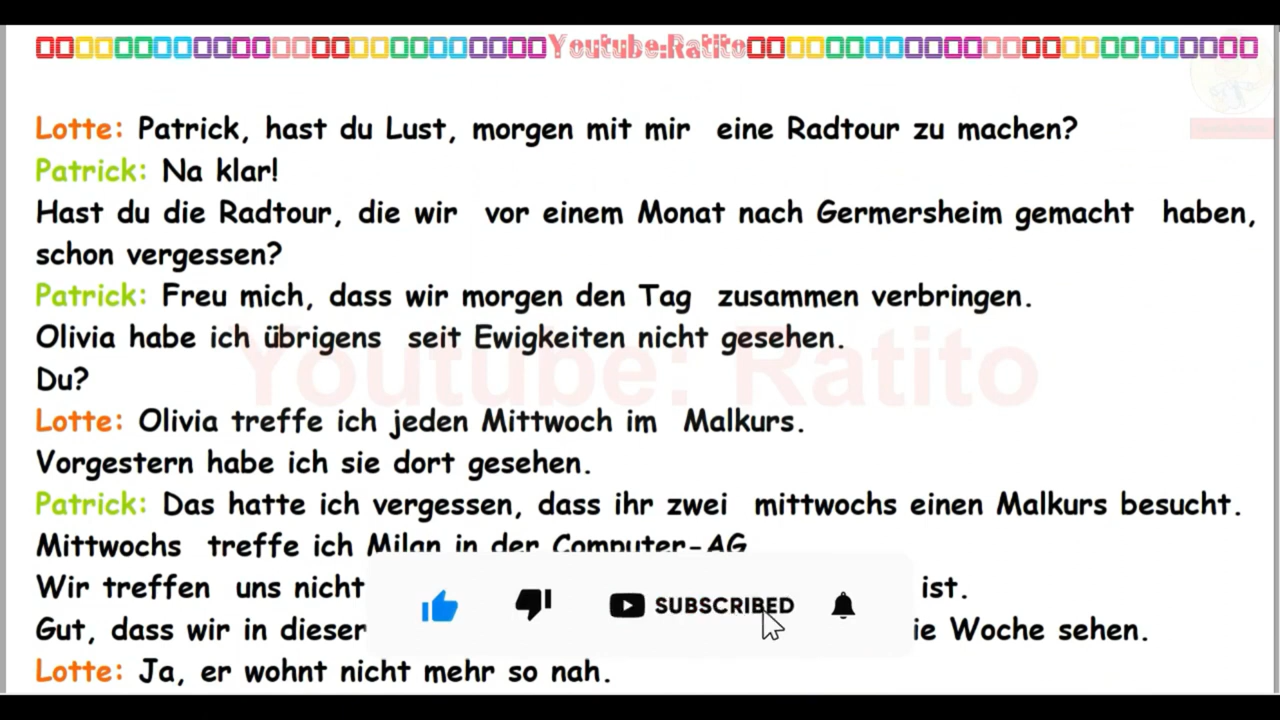 Youtube:Ratito
Lotte: Patrick, hast du Lust, morgen mit mir eine Radtour zu machen?
Patrick: Na klar!
Hast du die Radtour, die wir vor einem Monat nach Germersheim gemacht haben,
schon vergessen?
Patrick: Freu mich, dass wir morgen den Tag zusammen verbringen.
Olivia habe ich übrigens seit Ewigkeiten nicht gesehen.
Youtube: Ratito
Du?
Lotte: Olivia treffe ich jeden Mittwoch im Malkurs.
Vorgestern habe ich sie dort gesehen.
Patrick: Das hatte ich vergessen, dass ihr zwei mittwochs einen Malkurs besucht.
Mittwochs treffe ich Milan in der Computer-AG
Wir treffen uns nicht ist.
SUBSCRIBED
Gut, dass wir in dieser ie Woche sehen.
Lotte: Ja, er wohnt nicht mehr so nah.